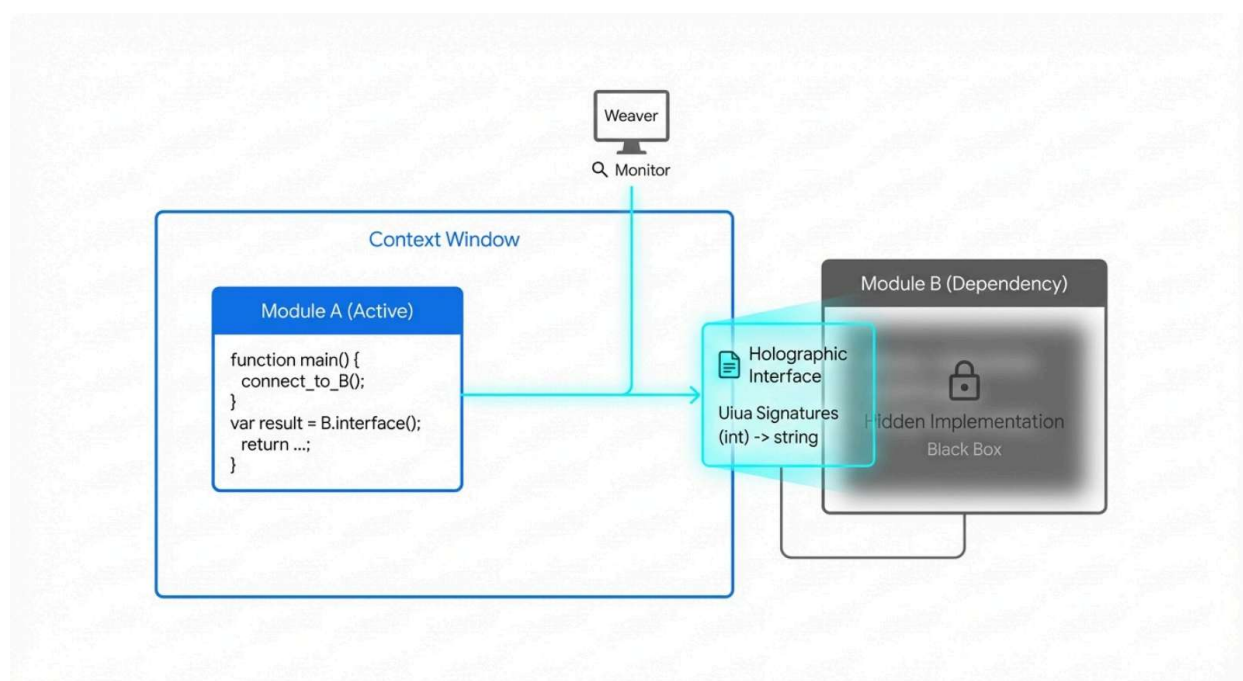 Weaver
Monitor
Context Window
Module A (Active)
function main() {
connect_to_B();
}
var result = B.interface();
return ...;
}
Holographic
Interface
Uiua Signatures
(int) -> string
Module B (Dependency)
Hidden Implementation
Black Box